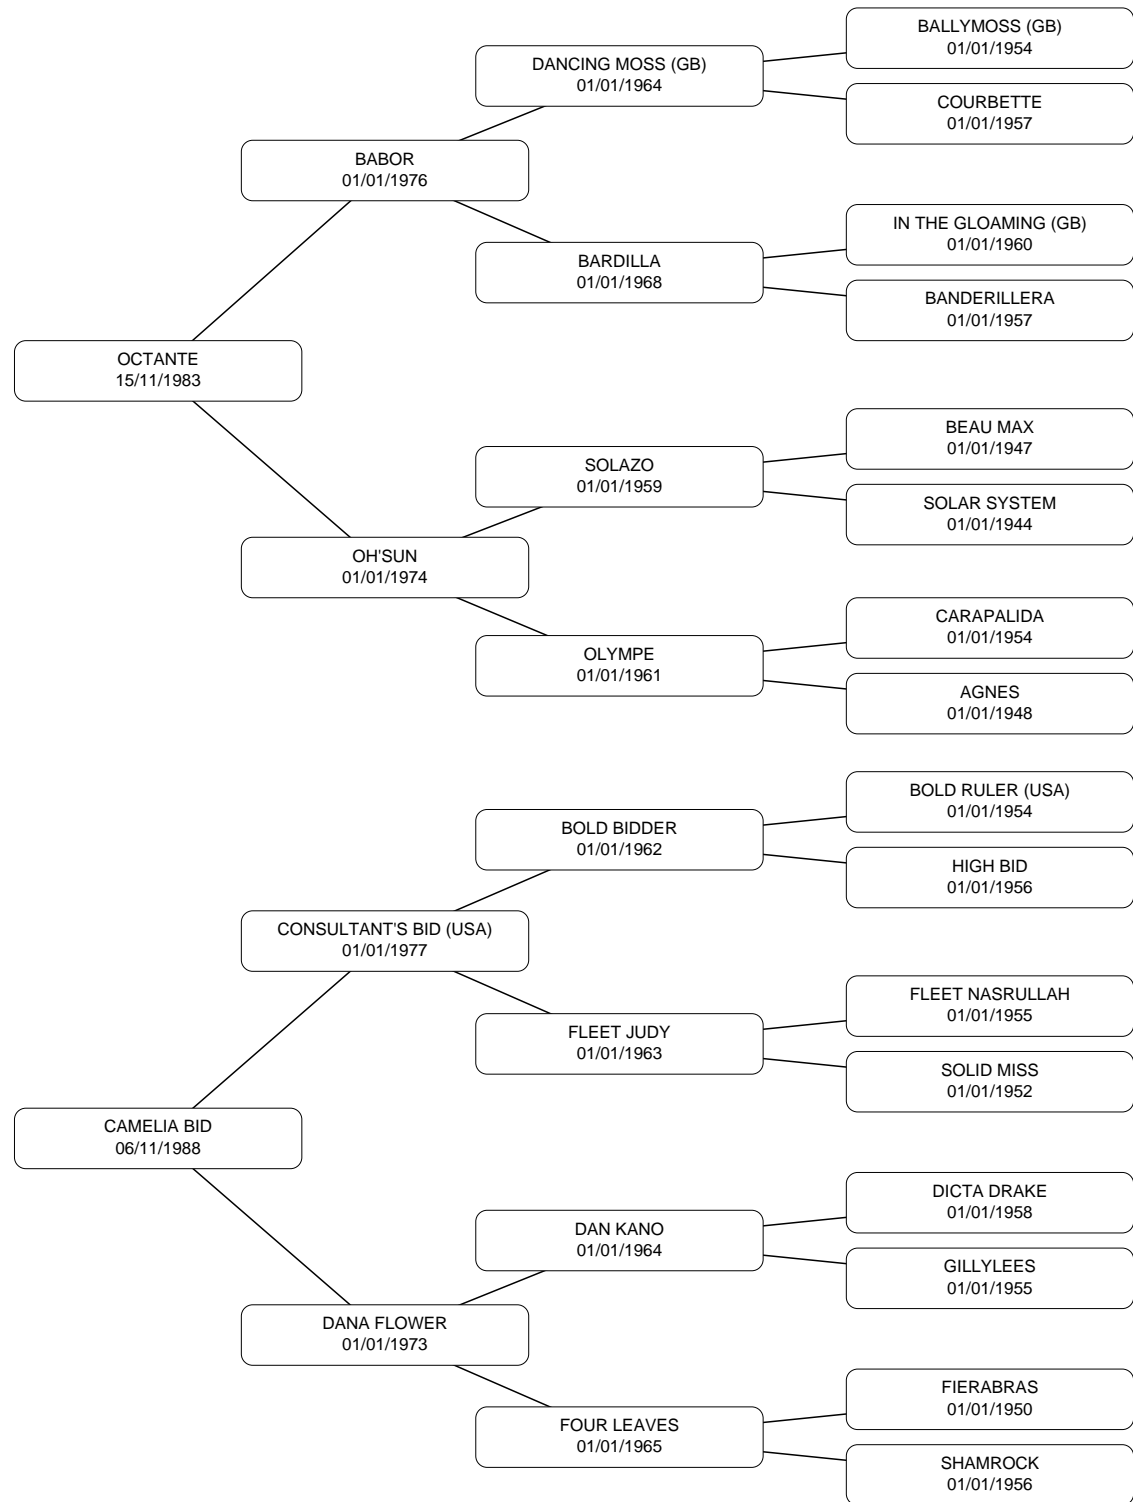 BALLYMOSS (GB)
01/01/1954
DANCING MOSS (GB)
01/01/1964
COURBETTE
01/01/1957
BABOR
01/01/1976
IN THE GLOAMING (GB)
01/01/1960
BARDILLA
01/01/1968
BANDERILLERA
01/01/1957
OCTANTE
15/11/1983
BEAU MAX
01/01/1947
SOLAZO
01/01/1959
SOLAR SYSTEM
01/01/1944
OH'SUN
01/01/1974
CARAPALIDA
01/01/1954
OLYMPE
01/01/1961
AGNES
01/01/1948
BOLD RULER (USA)
01/01/1954
BOLD BIDDER
01/01/1962
HIGH BID
01/01/1956
CONSULTANT'S BID (USA)
01/01/1977
FLEET NASRULLAH
01/01/1955
FLEET JUDY
01/01/1963
SOLID MISS
01/01/1952
CAMELIA BID
06/11/1988
DICTA DRAKE
01/01/1958
DAN KANO
01/01/1964
GILLYLEES
01/01/1955
DANA FLOWER
01/01/1973
FIERABRAS
01/01/1950
FOUR LEAVES
01/01/1965
SHAMROCK
01/01/1956